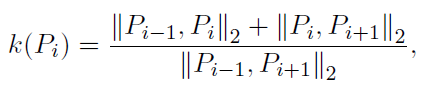 k(P_i) = \frac{\|P_{i-1}, P_i\|_2 + \|P_i, P_{i+1}\|_2}{\|P_{i-1}, P_{i+1}\|_2},